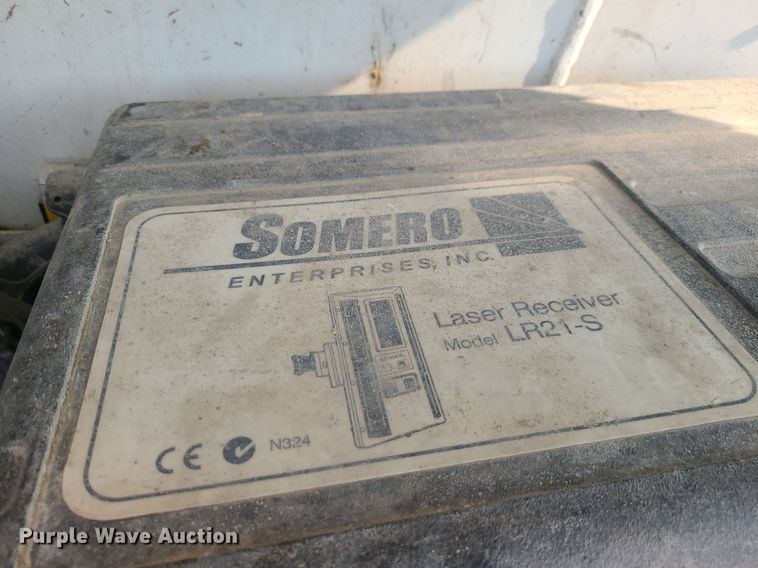 SOMERO
ENTERPRISES, INC.
Laser Receiver
Model LR21-S
CE N324
Purple Wave Auction